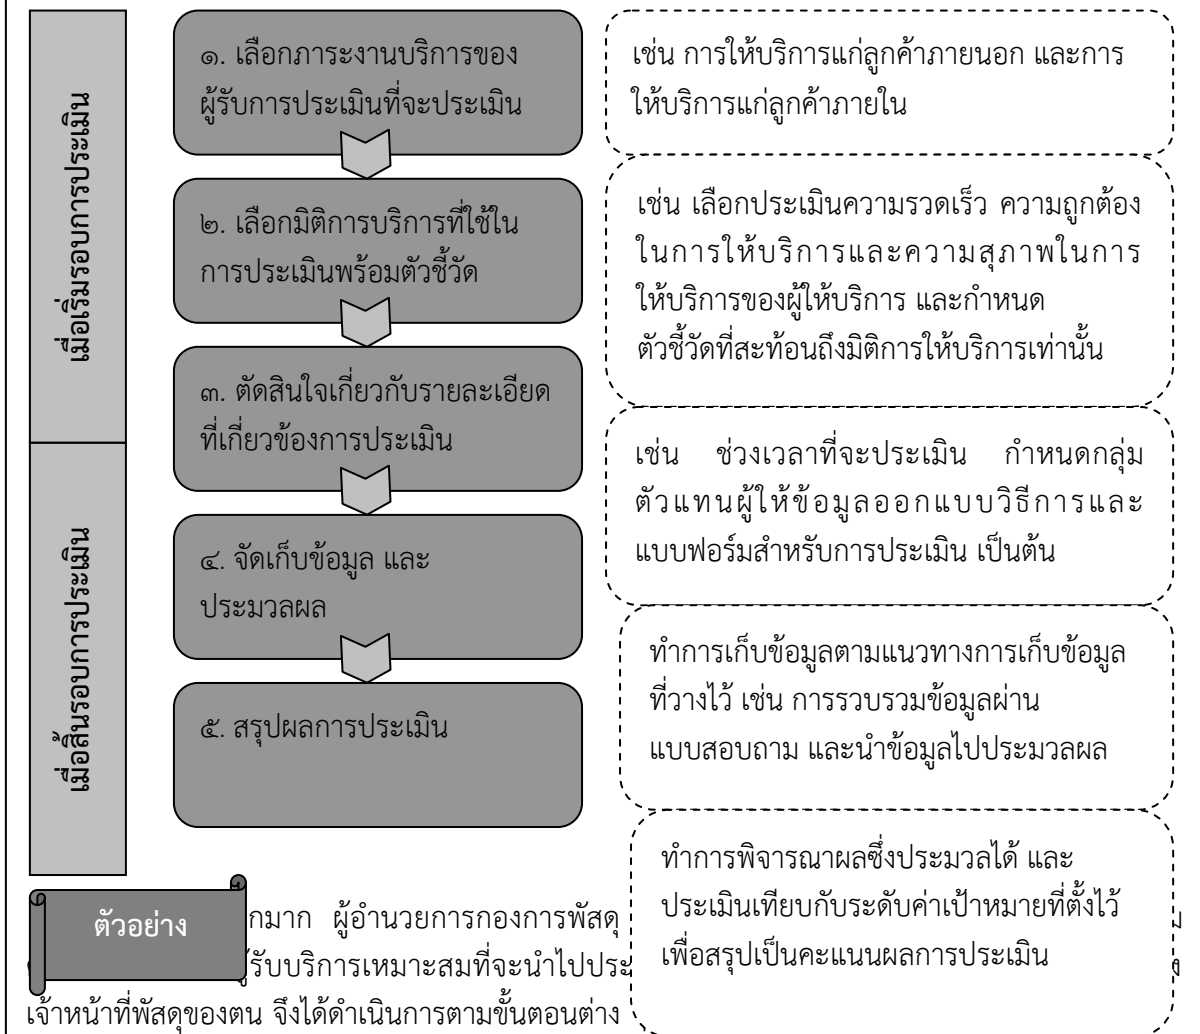 เมื่อเริ่มรอบการประเมิน
๑. เลือกภาระงานบริการของ
ผู้รับการประเมินที่จะประเมิน
เช่น การให้บริการแก่ลูกค้าภายนอก และการ
ให้บริการแก่ลูกค้าภายใน
๒. เลือกมิติการบริการที่ใช้ใน
การประเมินพร้อมตัวชี้วัด
เช่น เลือกประเมินความรวดเร็ว ความถูกต้อง
ในการให้บริการและความสุภาพในการ
ให้บริการของผู้ให้บริการ และกำหนด
ตัวชี้วัดที่สะท้อนถึงมิติการให้บริการเท่านั้น
๓. ตัดสินใจเกี่ยวกับรายละเอียด
ที่เกี่ยวข้องการประเมิน
เช่น ช่วงเวลาที่จะประเมิน กำหนดกลุ่ม
ตัวแทนผู้ให้ข้อมูลออกแบบวิธีการและ
แบบฟอร์มสำหรับการประเมิน เป็นต้น
เมื่อสิ้นรอบการประเมิน
๔. จัดเก็บข้อมูล และ
ประมวลผล
ทำการเก็บข้อมูลตามแนวทางการเก็บข้อมูล
ที่วางไว้ เช่น การรวบรวมข้อมูลผ่าน
แบบสอบถาม และนำข้อมูลไปประมวลผล
๕. สรุปผลการประเมิน
ทำการพิจารณาผลซึ่งประมวลได้ และ
ประเมินเทียบกับระดับค่าเป้าหมายที่ตั้งไว้
เพื่อสรุปเป็นคะแนนผลการประเมิน
ตัวอย่าง
กมาก ผู้อำนวยการกองการพัสดุ
รับบริการเหมาะสมที่จะนำไปประ
เจ้าหน้าที่พัสดุของตน จึงได้ดำเนินการตามขั้นตอนต่าง